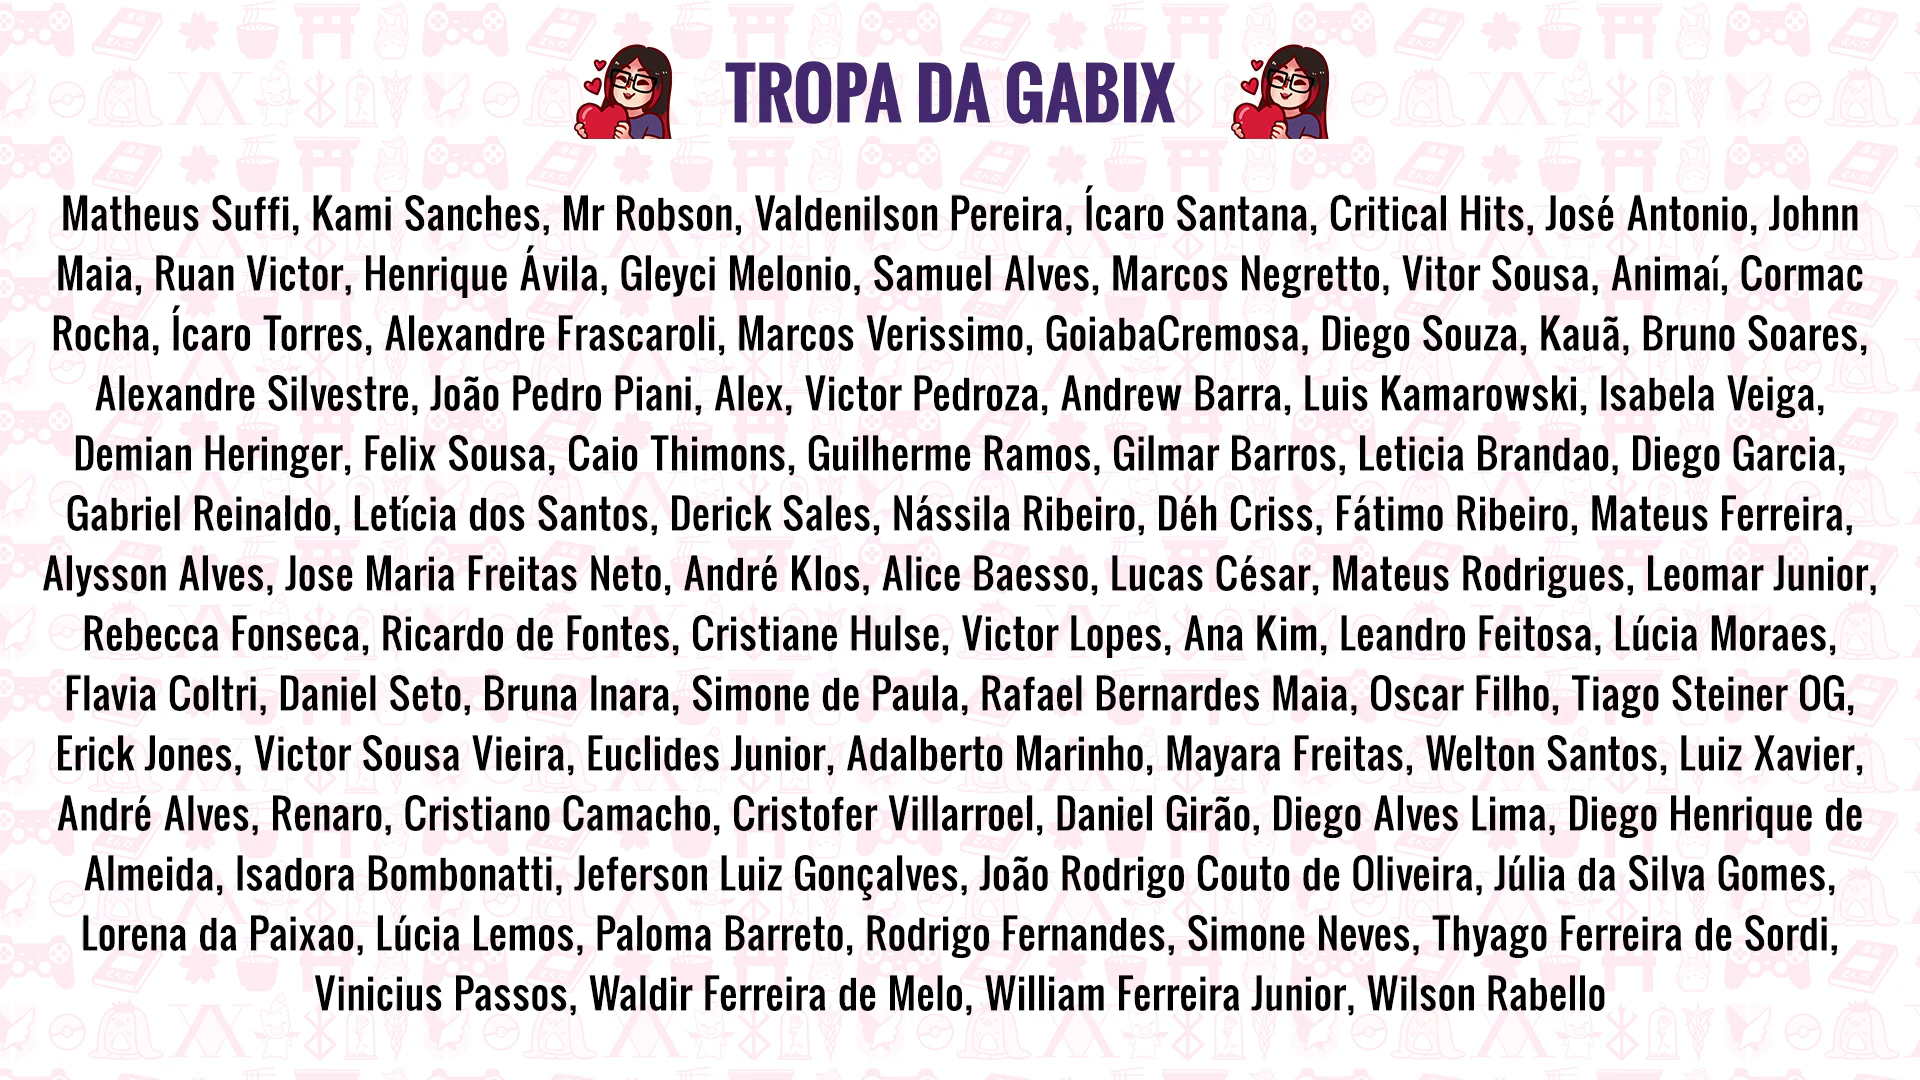 TROPA DA GABIX
Matheus Suffi, Kami Sanches, Mr Robson, Valdenilson Pereira, Ícaro Santana, Critical Hits, José Antonio, Johnn
Maia, Ruan Victor, Henrique Ávila, Gleyci Melonio, Samuel Alves, Marcos Negretto, Vitor Sousa, Animaí, Cormac
Rocha, Ícaro Torres, Alexandre Frascaroli, Marcos Verissimo, GoiabaCremosa, Diego Souza, Kauã, Bruno Soares,
Alexandre Silvestre, João Pedro Piani, Alex, Victor Pedroza, Andrew Barra, Luis Kamarowski, Isabela Veiga,
Demian Heringer, Felix Sousa, Caio Thimons, Guilherme Ramos, Gilmar Barros, Leticia Brandao, Diego Garcia,
Gabriel Reinaldo, Letícia dos Santos, Derick Sales, Nássila Ribeiro, Déh Criss, Fátimo Ribeiro, Mateus Ferreira,
Alysson Alves, Jose Maria Freitas Neto, André Klos, Alice Baesso, Lucas César, Mateus Rodrigues, Leomar Junior,
Rebecca Fonseca, Ricardo de Fontes, Cristiane Hulse, Victor Lopes, Ana Kim, Leandro Feitosa, Lúcia Moraes,
Flavia Coltri, Daniel Seto, Bruna Inara, Simone de Paula, Rafael Bernardes Maia, Oscar Filho, Tiago Steiner OG,
Erick Jones, Victor Sousa Vieira, Euclides Junior, Adalberto Marinho, Mayara Freitas, Welton Santos, Luiz Xavier,
André Alves, Renaro, Cristiano Camacho, Cristofer Villarroel, Daniel Girão, Diego Alves Lima, Diego Henrique de
Almeida, Isadora Bombonatti, Jeferson Luiz Gonçalves, João Rodrigo Couto de Oliveira, Júlia da Silva Gomes,
Lorena da Paixao, Lúcia Lemos, Paloma Barreto, Rodrigo Fernandes, Simone Neves, Thyago Ferreira de Sordi,
Vinicius Passos, Waldir Ferreira de Melo, William Ferreira Junior, Wilson Rabello